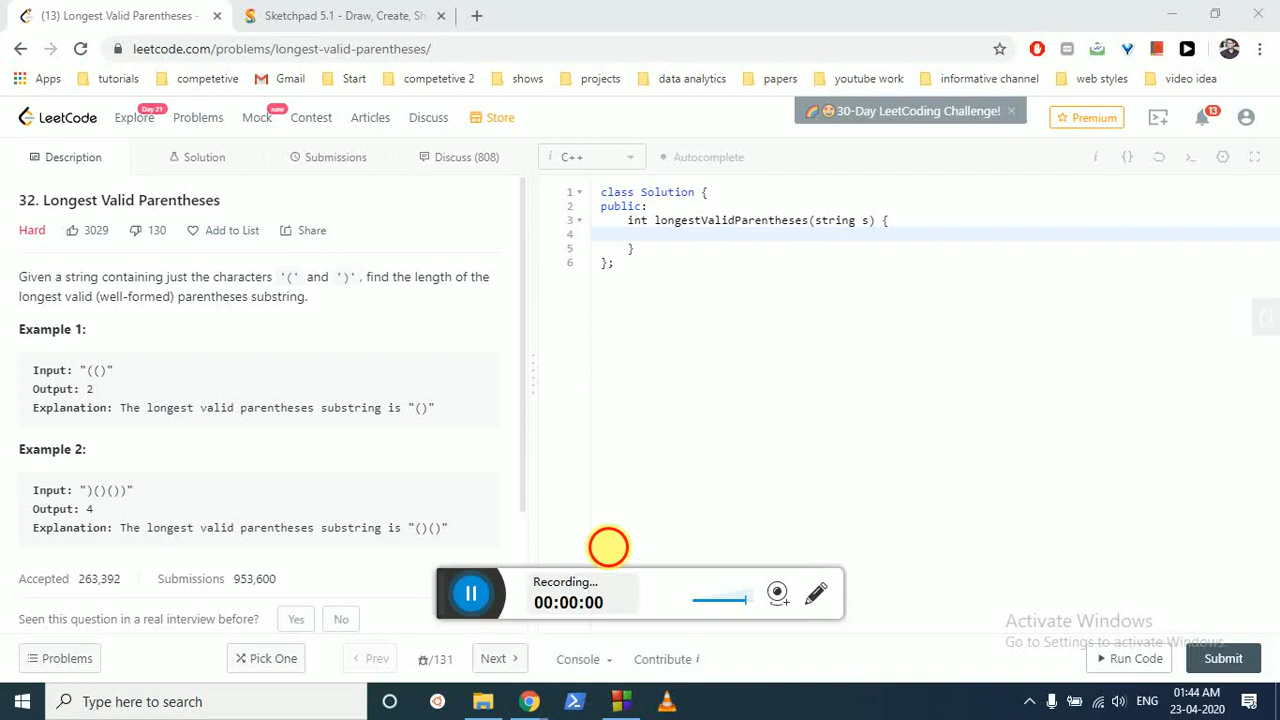 (13) Longest Valid Parentheses -
Sketchpad 5.1 - Draw, Create, Sh
leetcode.com/problems/longest-valid-parentheses/
Apps tutorials competetive Gmail Start competetive 2 shows projects data analytics papers youtube work informative channel web styles video idea
LeetCode Explore Day 21 Problems Mock new Contest Articles Discuss Store 30-Day LeetCoding Challenge! Premium 13
Description Solution Submissions Discuss (808) i C++ Autocomplete
32. Longest Valid Parentheses
Hard 3029 130 Add to List Share
Given a string containing just the characters '(' and ')', find the length of the
longest valid (well-formed) parentheses substring.
Example 1:
Input: "(()"
Output: 2
Explanation: The longest valid parentheses substring is "()"
Example 2:
Input: ")()())"
Output: 4
Explanation: The longest valid parentheses substring is "()()"
Accepted 263,392 Submissions 953,600
Seen this question in a real interview before? Yes No
Problems Pick One Prev /131 Next
1 class Solution {
2 public:
3 int longestValidParentheses(string s) {
4
5 }
6 };
Recording...
00:00:00
Activate Windows
Go to Settings to activate Windows.
Console Contribute i Run Code Submit
Type here to search
ENG
01:44 AM
23-04-2020